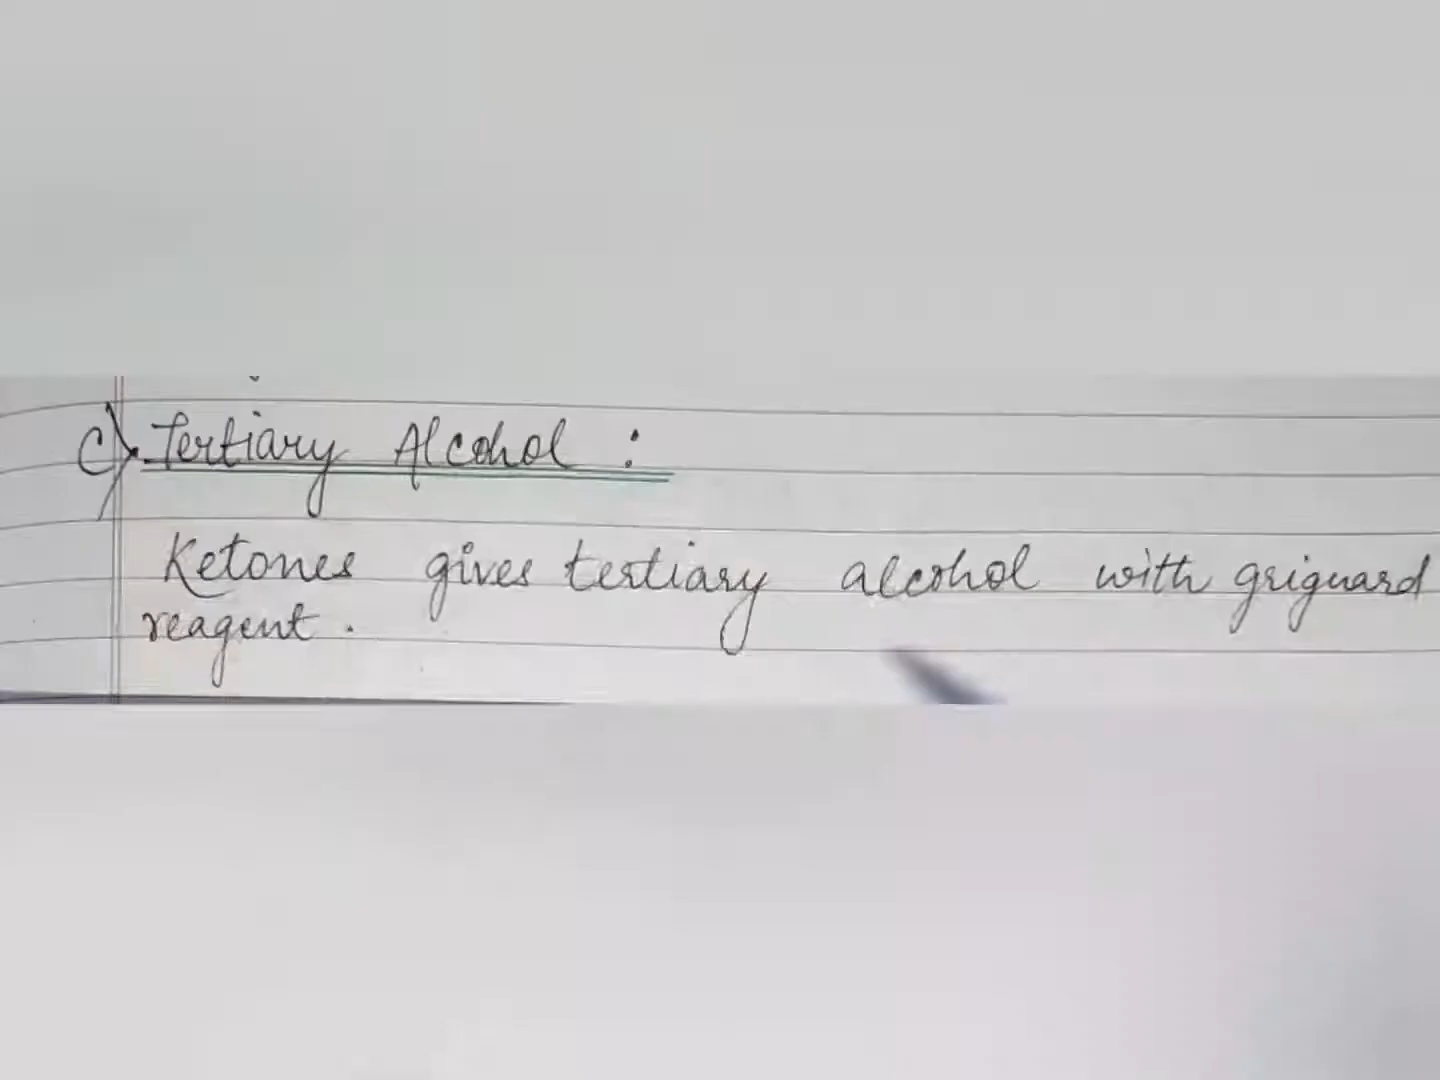 c) Tertiary Alcohol :
Ketones gives tertiary alcohol with griguard
reagent.